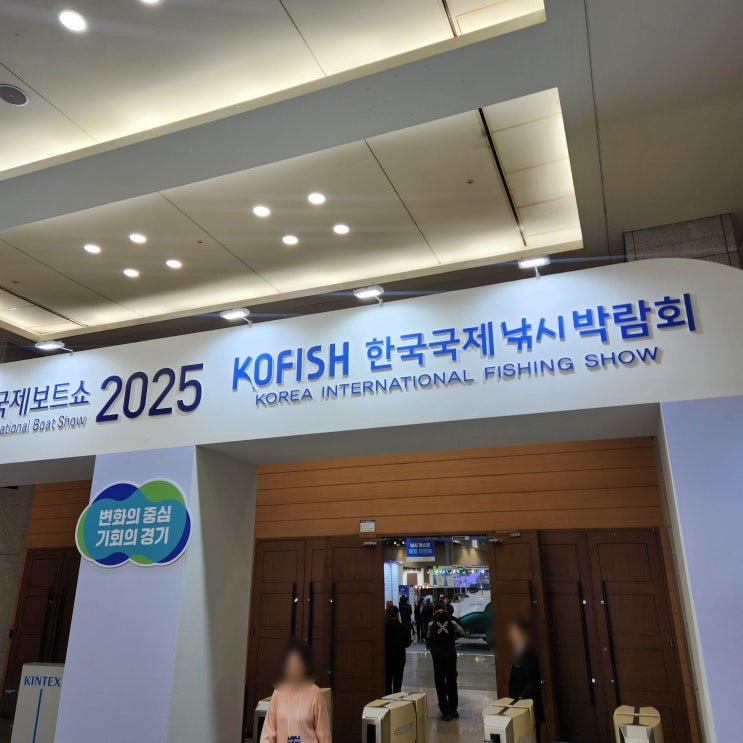 국제보트쇼 2025
national Boat Show
KOFISH 한국국제낚시박람회
KOREA INTERNATIONAL FISHING SHOW
변화의 중심
기회의 경기
KINTEX